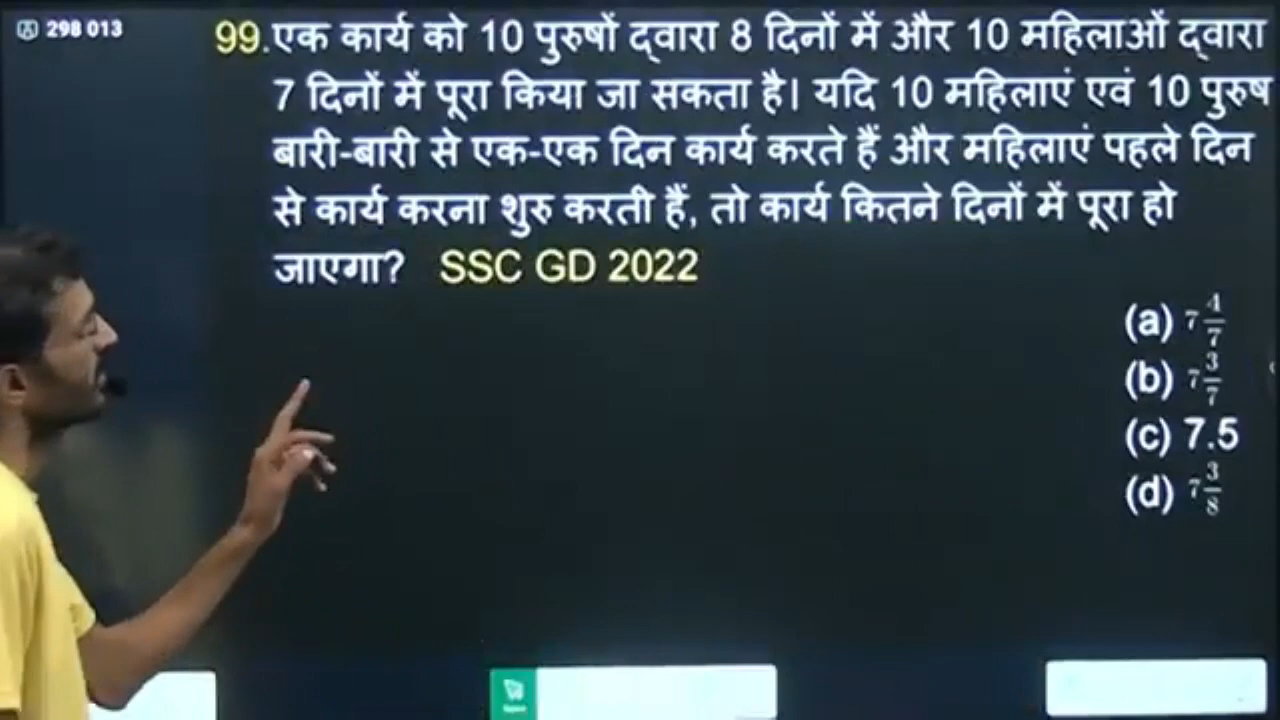 298 013
99.एक कार्य को 10 पुरुषों द्वारा 8 दिनों में और 10 महिलाओं द्वारा
7 दिनों में पूरा किया जा सकता है। यदि 10 महिलाएं एवं 10 पुरुष
बारी-बारी से एक-एक दिन कार्य करते हैं और महिलाएं पहले दिन
से कार्य करना शुरु करती हैं, तो कार्य कितने दिनों में पूरा हो
जाएगा? SSC GD 2022
(a) 7 4/7
(b) 7 3/7
(c) 7.5
(d) 7 3/8